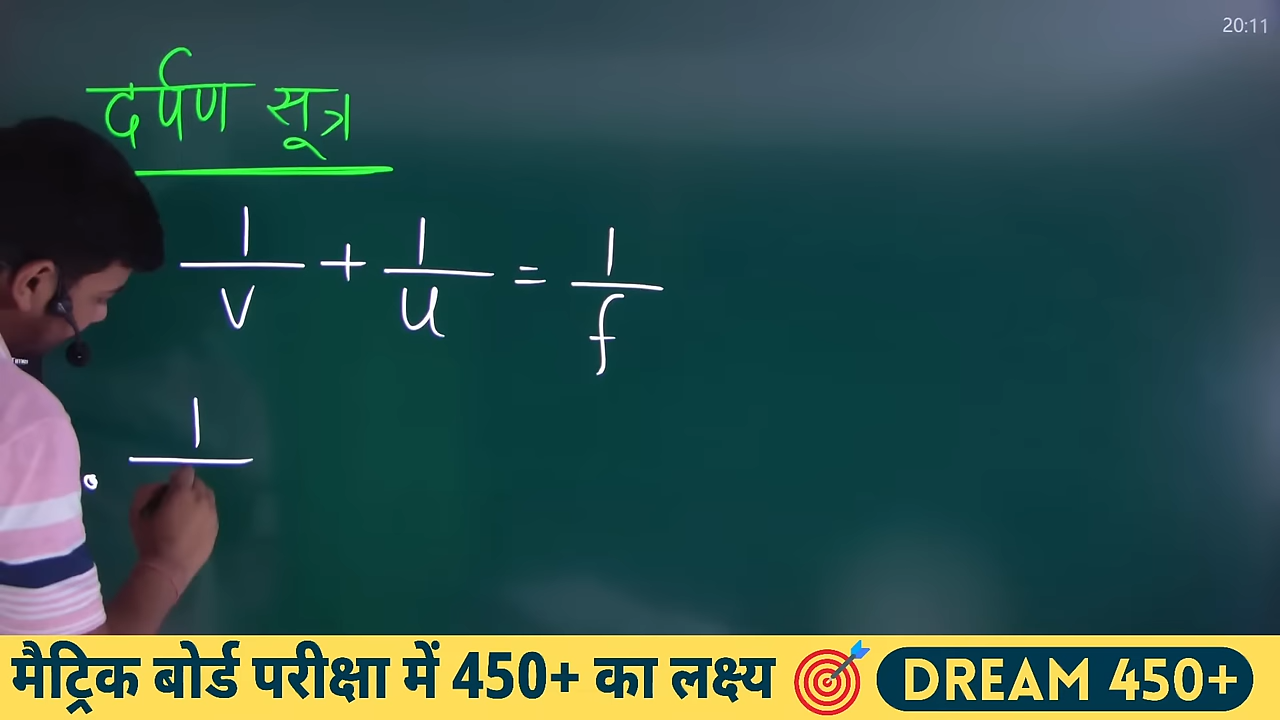 20:11
दर्पण सूत्र
1/v + 1/u = 1/f
1
मैट्रिक बोर्ड परीक्षा में 450+ का लक्ष्य DREAM 450+